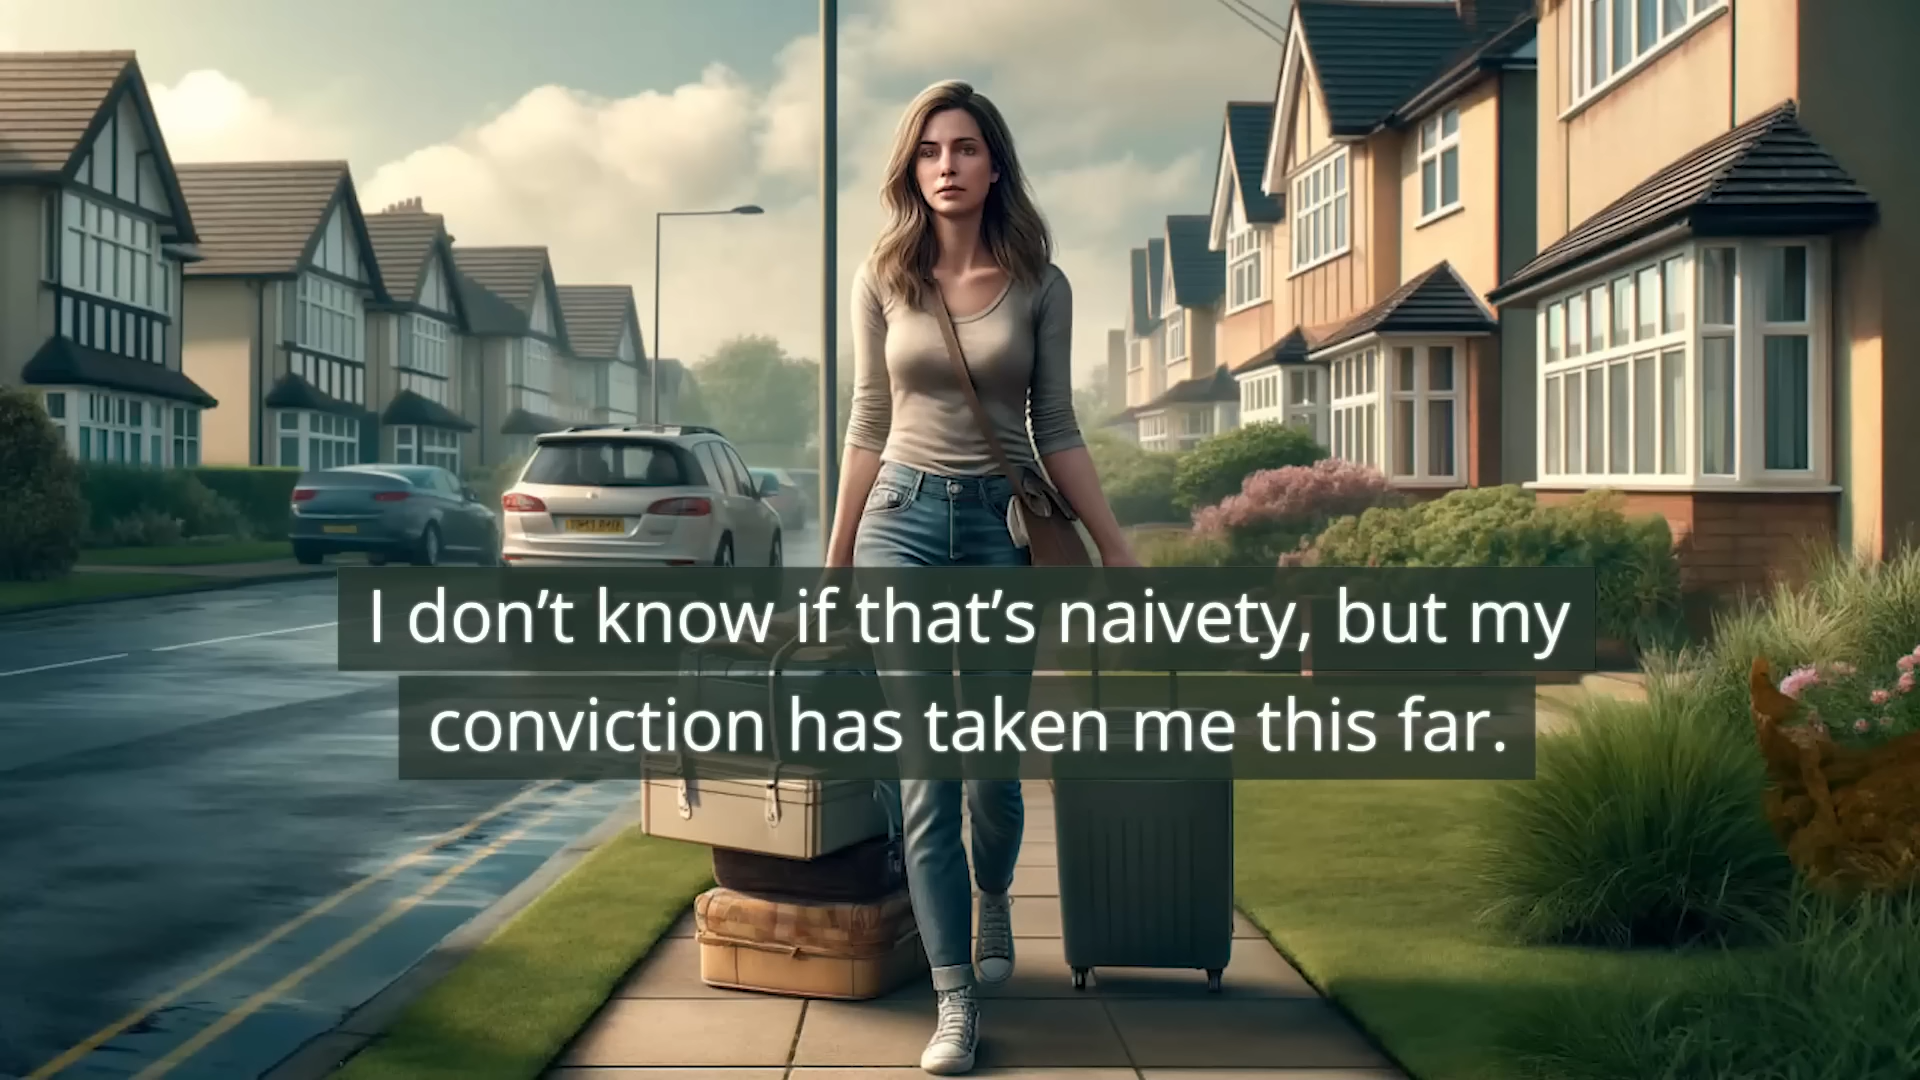 I don’t know if that’s naivety, but my
conviction has taken me this far.